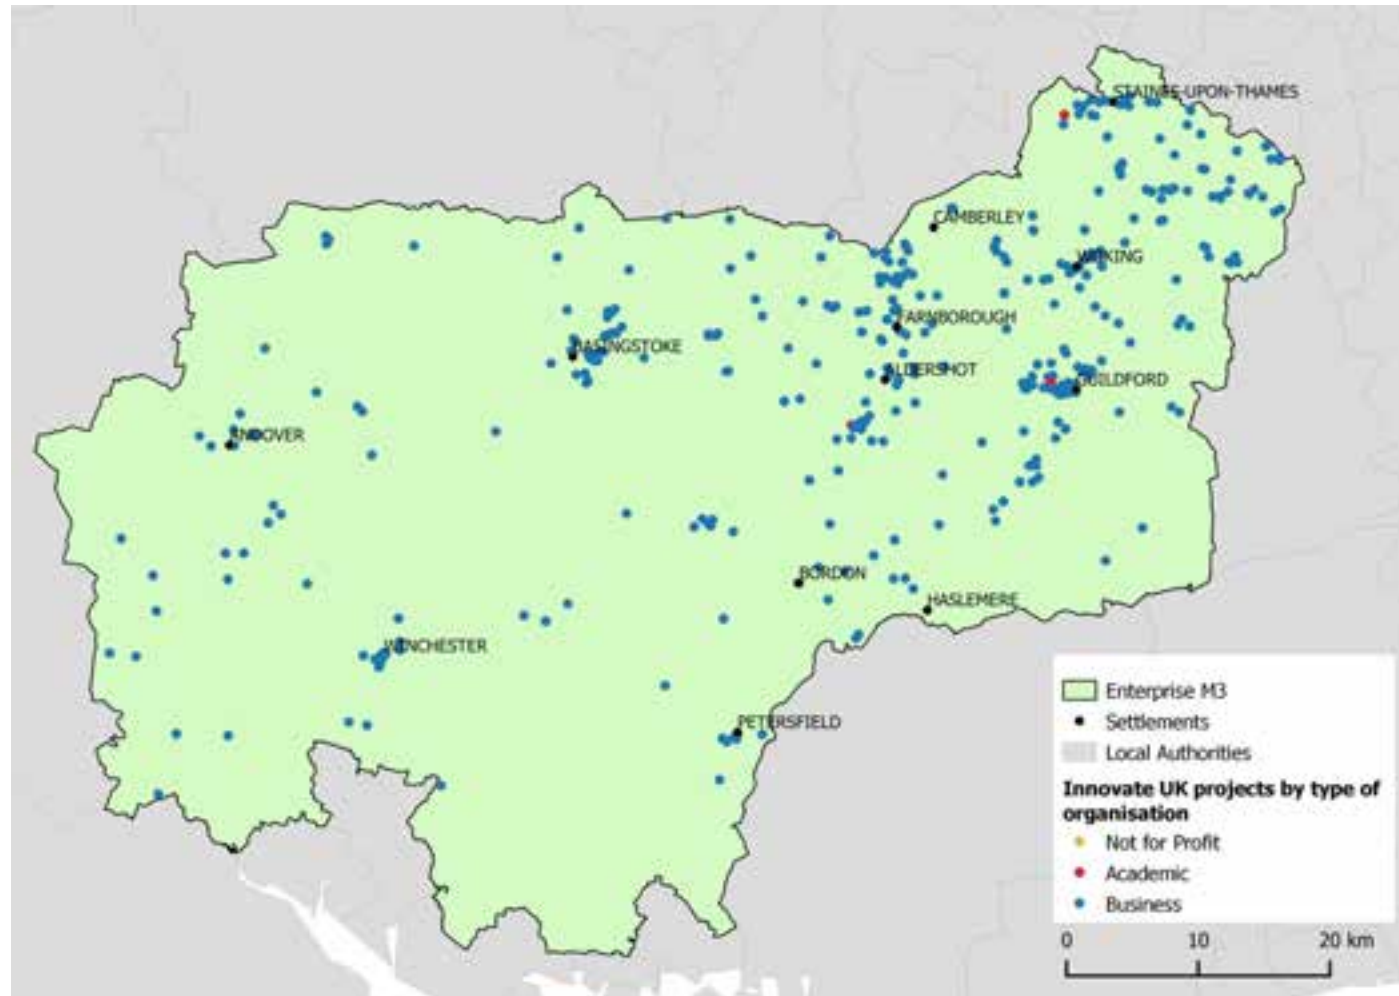 STAINES-UPON-THAMES
CAMBERLEY
WOKING
FARNBOROUGH
BASINGSTOKE
ALDERSHOT
GUILDFORD
ANDOVER
BORDON
HASLEMERE
WINCHESTER
PETERSFIELD
Enterprise M3
Settlements
Local Authorities
Innovate UK projects by type of
organisation
Not for Profit
Academic
Business
0 10 20 km